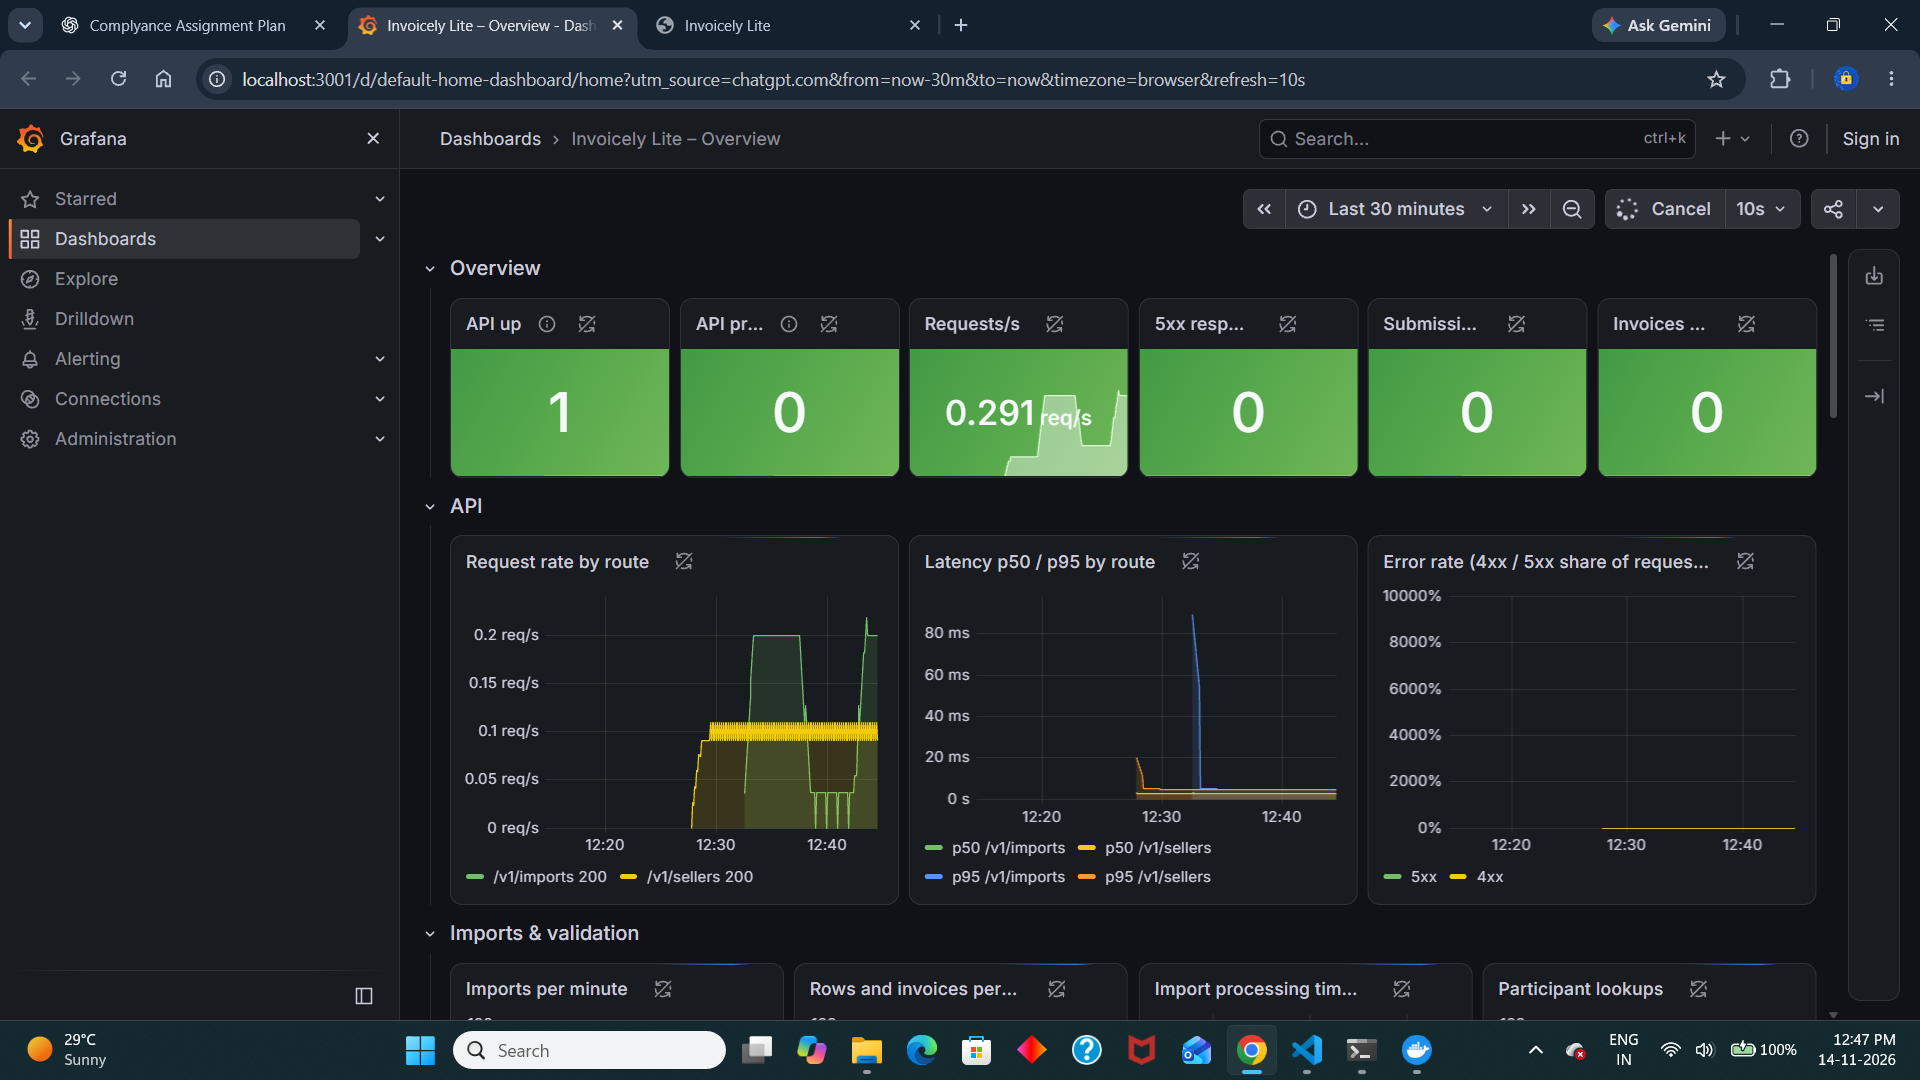 Complyance Assignment Plan
Invoicely Lite – Overview - Dash
Invoicely Lite
Ask Gemini
localhost:3001/d/default-home-dashboard/home?utm_source=chatgpt.com&from=now-30m&to=now&timezone=browser&refresh=10s
Grafana
Dashboards › Invoicely Lite – Overview
Search...
ctrl+k
Sign in
Starred
Dashboards
Explore
Drilldown
Alerting
Connections
Administration
Last 30 minutes
Cancel
10s
Overview
API up
1
API pr...
0
Requests/s
0.291 req/s
5xx resp...
0
Submissi...
0
Invoices ...
0
API
Request rate by route
0.2 req/s
0.15 req/s
0.1 req/s
0.05 req/s
0 req/s
12:20 12:30 12:40
/v1/imports 200 /v1/sellers 200
Latency p50 / p95 by route
80 ms
60 ms
40 ms
20 ms
0 s
12:20 12:30 12:40
p50 /v1/imports p50 /v1/sellers
p95 /v1/imports p95 /v1/sellers
Error rate (4xx / 5xx share of reques...
10000%
8000%
6000%
4000%
2000%
0%
12:20 12:30 12:40
5xx 4xx
Imports & validation
Imports per minute
Rows and invoices per...
Import processing tim...
Participant lookups
29°C
Sunny
Search
ENG
IN
100%
12:47 PM
14-11-2026